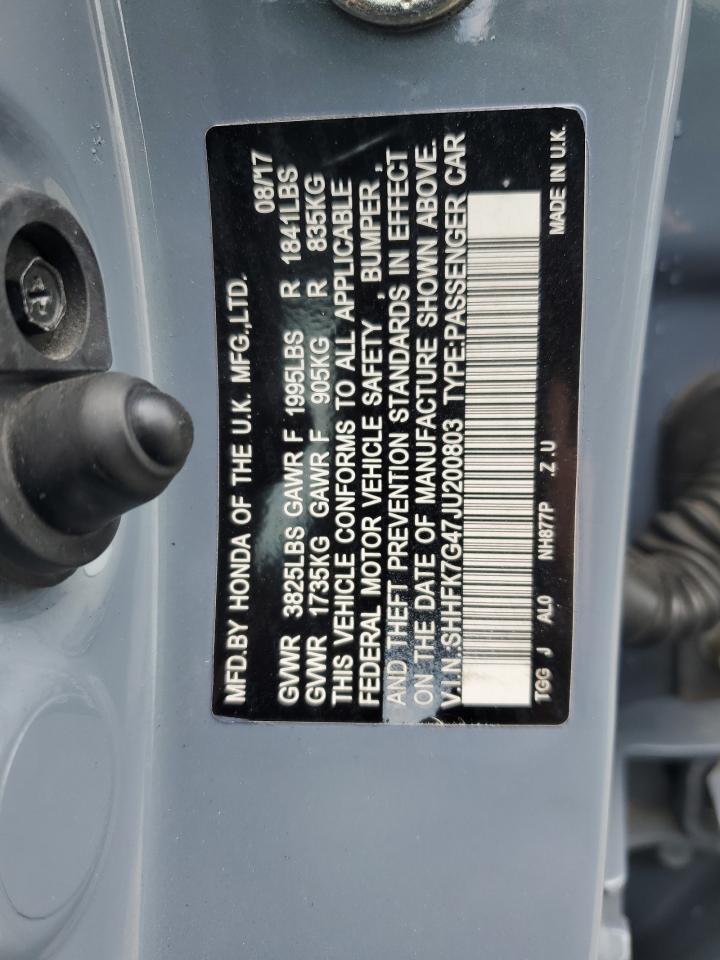 MFD.BY HONDA OF THE U.K. MFG.,LTD. 08/17
GVWR 3825LBS GAWR F 1995LBS R 1841LBS
GVWR 1735KG GAWR F 905KG R 835KG
THIS VEHICLE CONFORMS TO ALL APPLICABLE
FEDERAL MOTOR VEHICLE SAFETY , BUMPER ,
AND THEFT PREVENTION STANDARDS IN EFFECT
ON THE DATE OF MANUFACTURE SHOWN ABOVE.
V.I.N.:SHHFK7G47JU200803 TYPE:PASSENGER CAR
TGG J AL0 NH877P .Z .U MADE IN U.K.